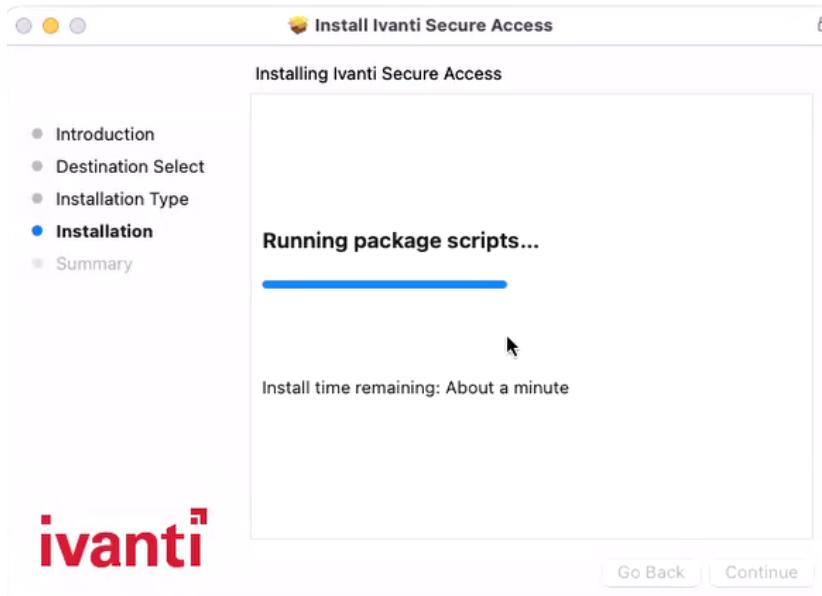 Install Ivanti Secure Access
Installing Ivanti Secure Access
Introduction
Destination Select
Installation Type
Installation
Summary
Running package scripts...
Install time remaining: About a minute
ivanti
Go Back
Continue